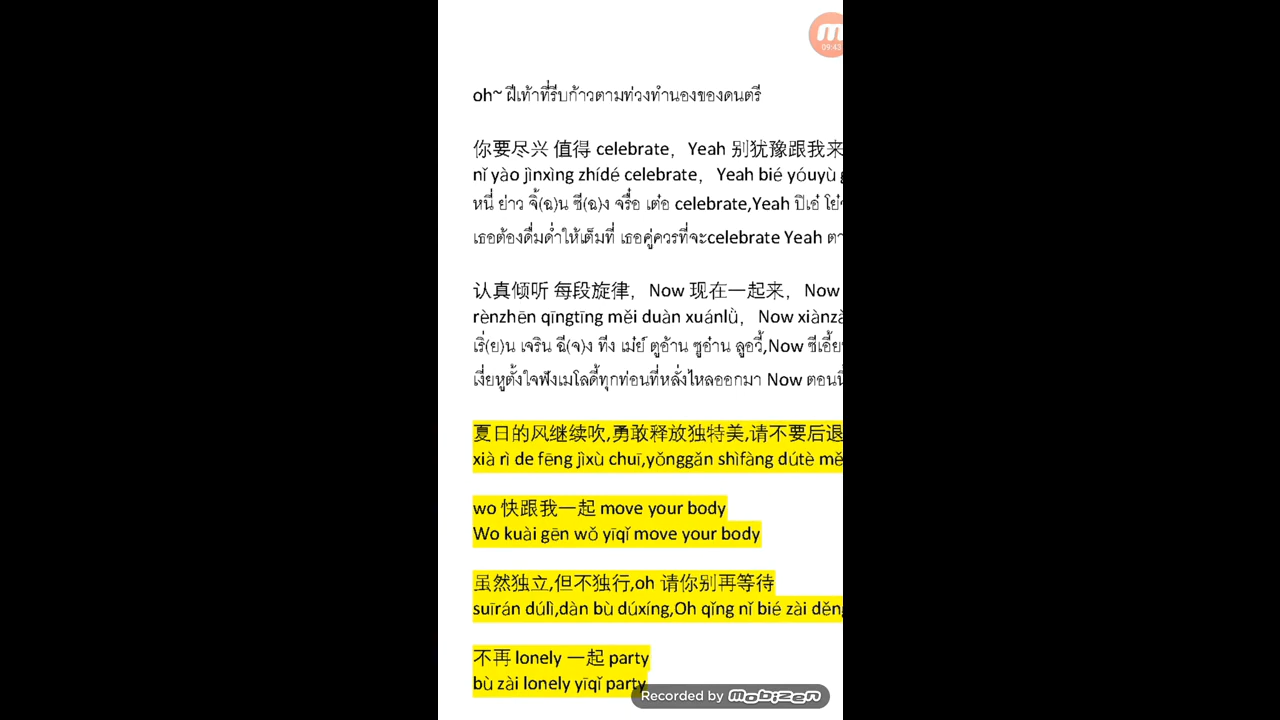 09:43
oh~ ฝีเท้าที่รีบก้าวตามท่วงทำนองของดนตรี
你要尽兴 值得 celebrate，Yeah 别犹豫跟我来
nǐ yào jìnxìng zhídé celebrate，Yeah bié yóuyù g
หนี่ ย่าว จิ้(ฉ)น ซี(ฉ)ง จรื๋อ เต๋อ celebrate,Yeah ปิเอ๋ โย๋
เธอต้องดื่มด่ำให้เต็มที่ เธอคู่ควรที่จะcelebrate Yeah ตา
认真倾听 每段旋律，Now 现在一起来，Now
rènzhēn qīngtīng měi duàn xuánlǜ，Now xiànzà
เริ่(ย)น เจริน ฉี(จ)ง ทีง เม่ย์ ตูอ้าน ซูอ๋าน ลูอวี้,Now ซีเอี้ย
เงี่ยหูตั้งใจฟังเมโลดี้ทุกท่อนที่หลั่งไหลออกมา Now ตอนนี้
夏日的风继续吹,勇敢释放独特美,请不要后退
xià rì de fēng jìxù chuī,yǒnggǎn shìfàng dútè mě
wo 快跟我一起 move your body
Wo kuài gēn wǒ yīqǐ move your body
虽然独立,但不独行,oh 请你别再等待
suīrán dúlì,dàn bù dúxíng,Oh qǐng nǐ bié zài děng
不再 lonely 一起 party
bù zài lonely yīqǐ party
Recorded by mobizen